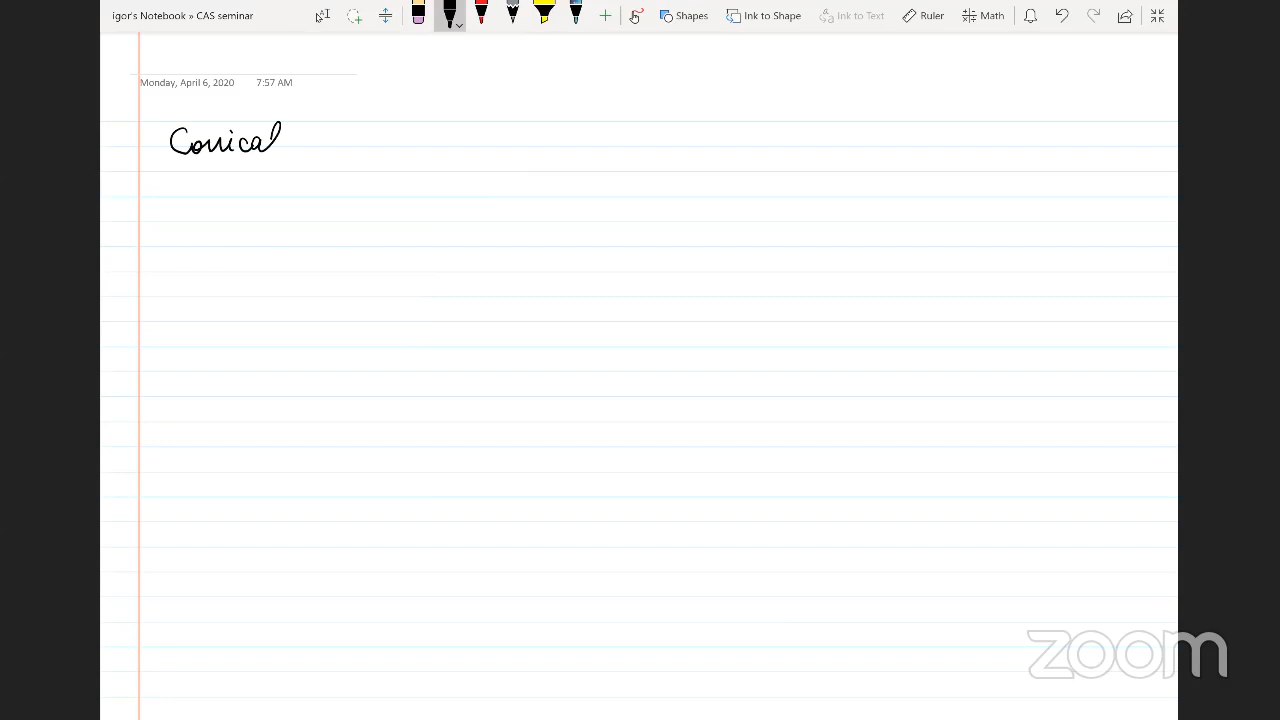 igor's Notebook » CAS seminar Shapes Ink to Shape Ink to Text Ruler Math
Monday, April 6, 2020 7:57 AM
Conical
zoom